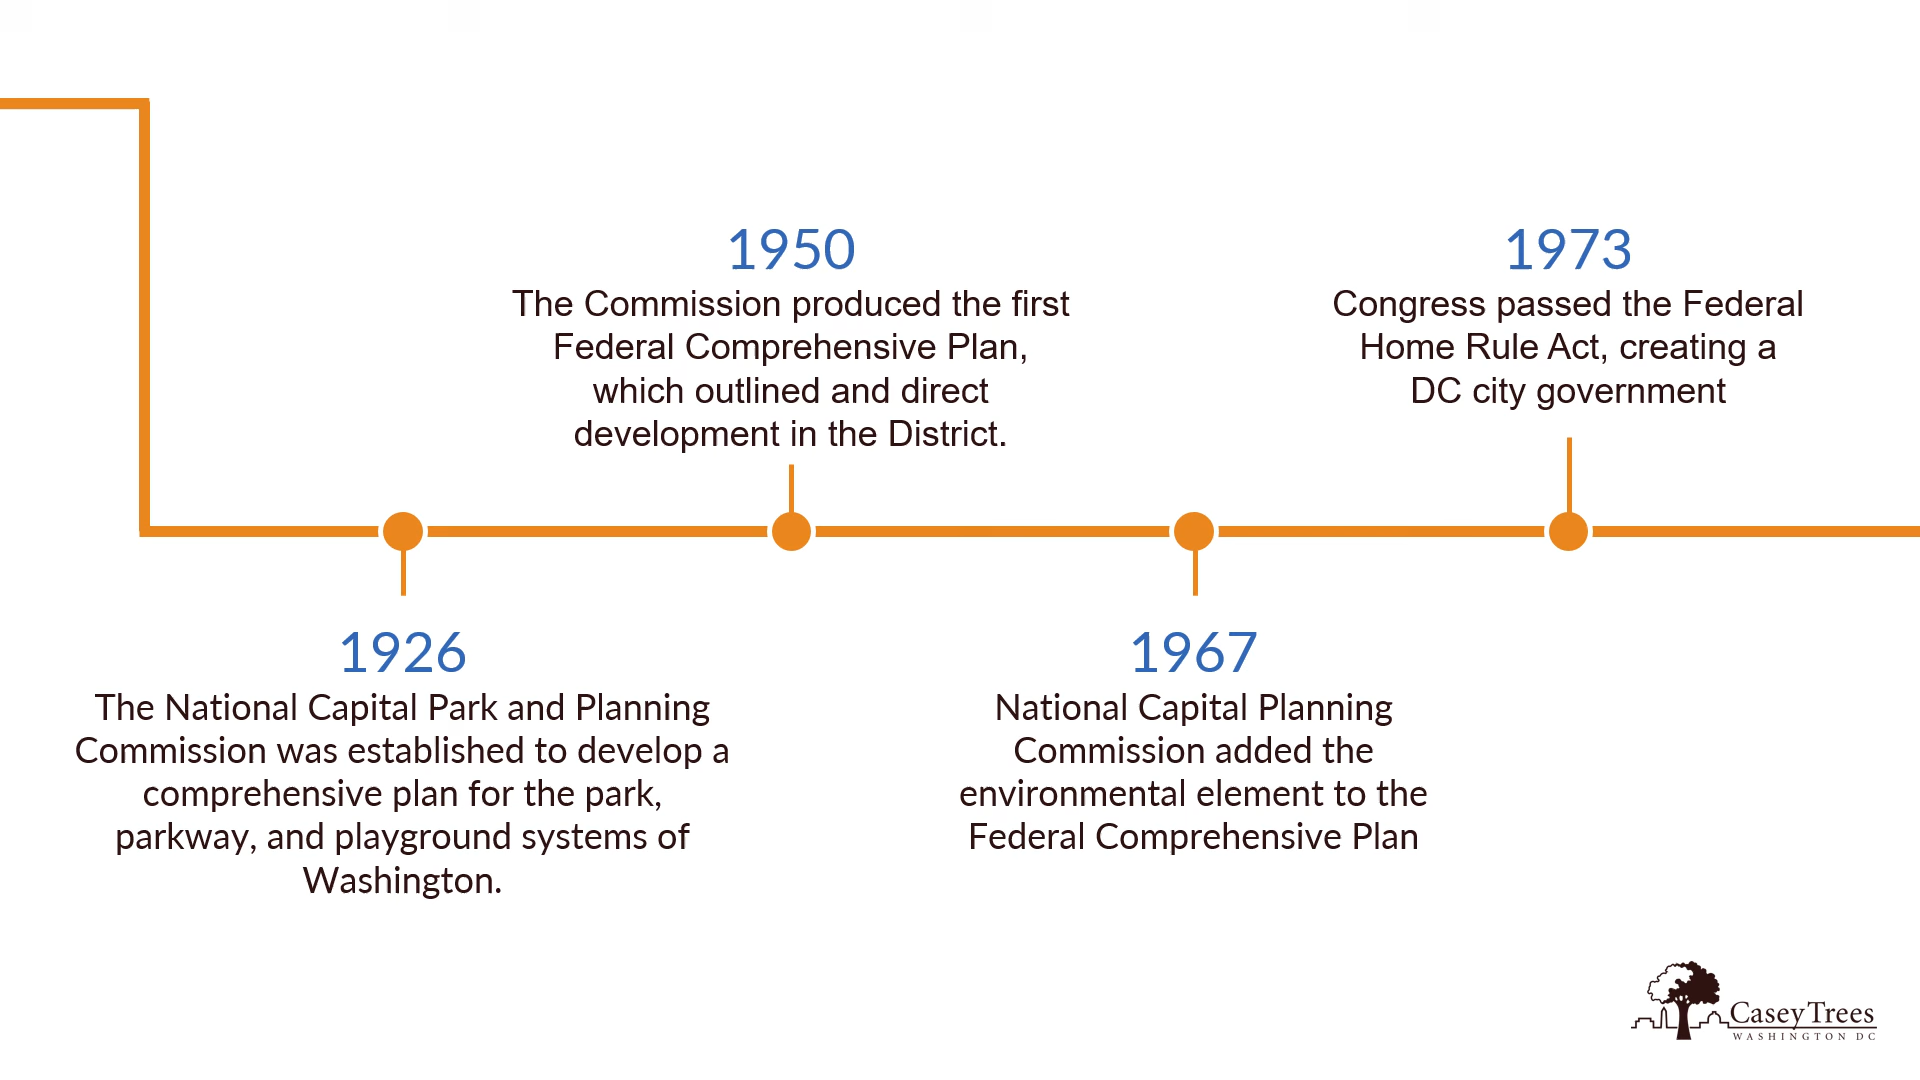 1950
The Commission produced the first
Federal Comprehensive Plan,
which outlined and direct
development in the District.
1973
Congress passed the Federal
Home Rule Act, creating a
DC city government
1926
The National Capital Park and Planning
Commission was established to develop a
comprehensive plan for the park,
parkway, and playground systems of
Washington.
1967
National Capital Planning
Commission added the
environmental element to the
Federal Comprehensive Plan
Casey Trees
WASHINGTON DC